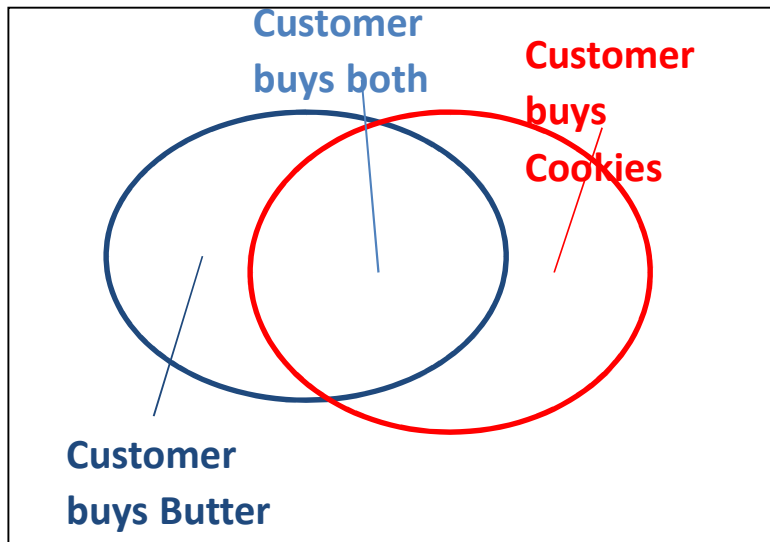 Customer
buys both
Customer
buys
Cookies
Customer
buys Butter